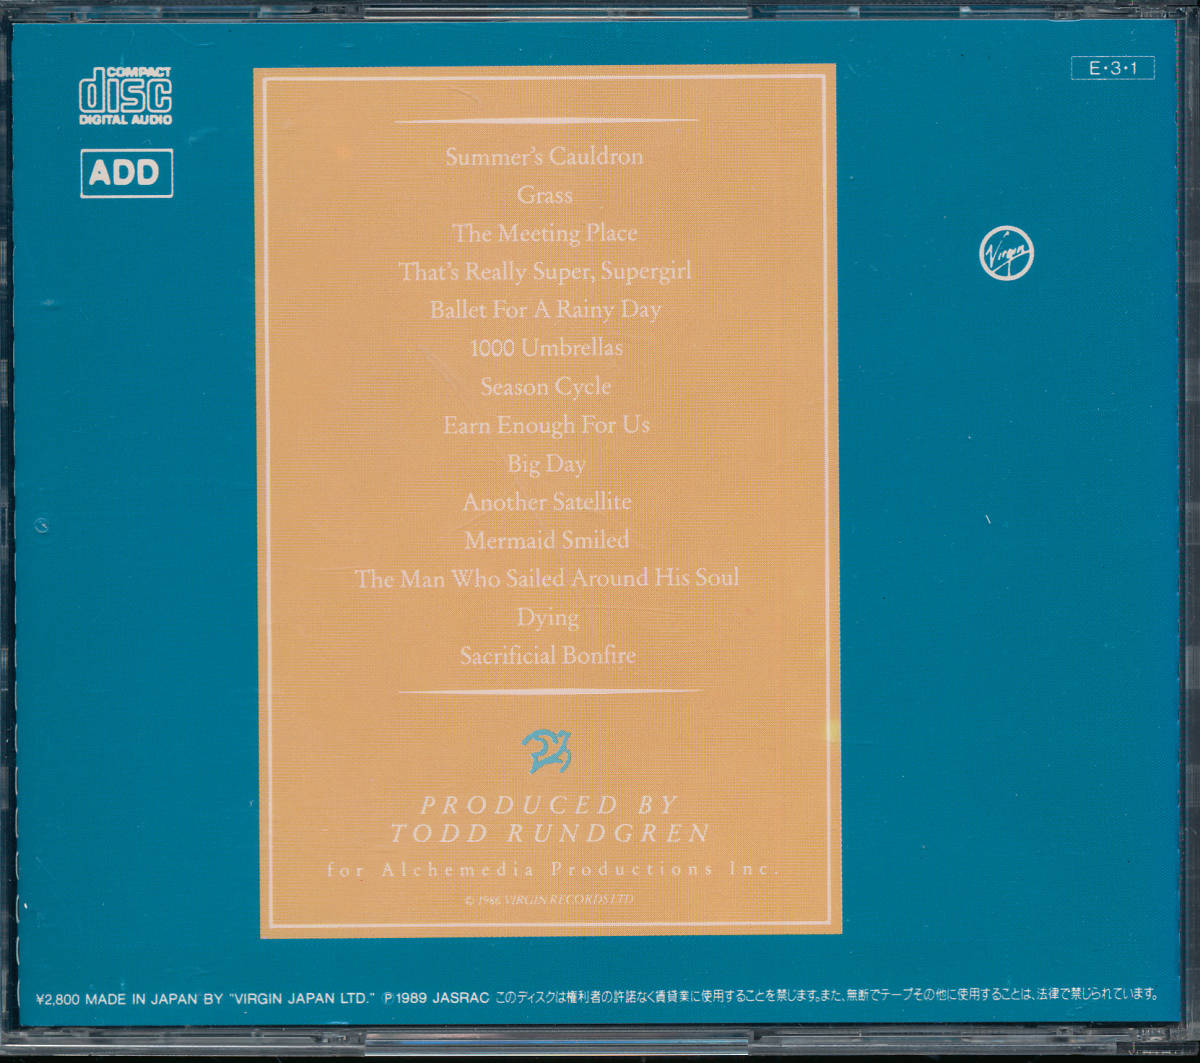 COMPACT
disc
DIGITAL AUDIO
ADD
E·3·1
Virgin
Summer's Cauldron
Grass
The Meeting Place
That's Really Super, Supergirl
Ballet For A Rainy Day
1000 Umbrellas
Season Cycle
Earn Enough For Us
Big Day
Another Satellite
Mermaid Smiled
The Man Who Sailed Around His Soul
Dying
Sacrificial Bonfire
PRODUCED BY
TODD RUNDGREN
for Alchemedia Productions Inc.
© 1986 VIRGIN RECORDS LTD
¥2,800 MADE IN JAPAN BY "VIRGIN JAPAN LTD." Ⓟ1989 JASRAC このディスクは権利者の許諾なく賃貸業に使用することを禁じます。また、無断でテープその他に使用することは、法律で禁じられています。